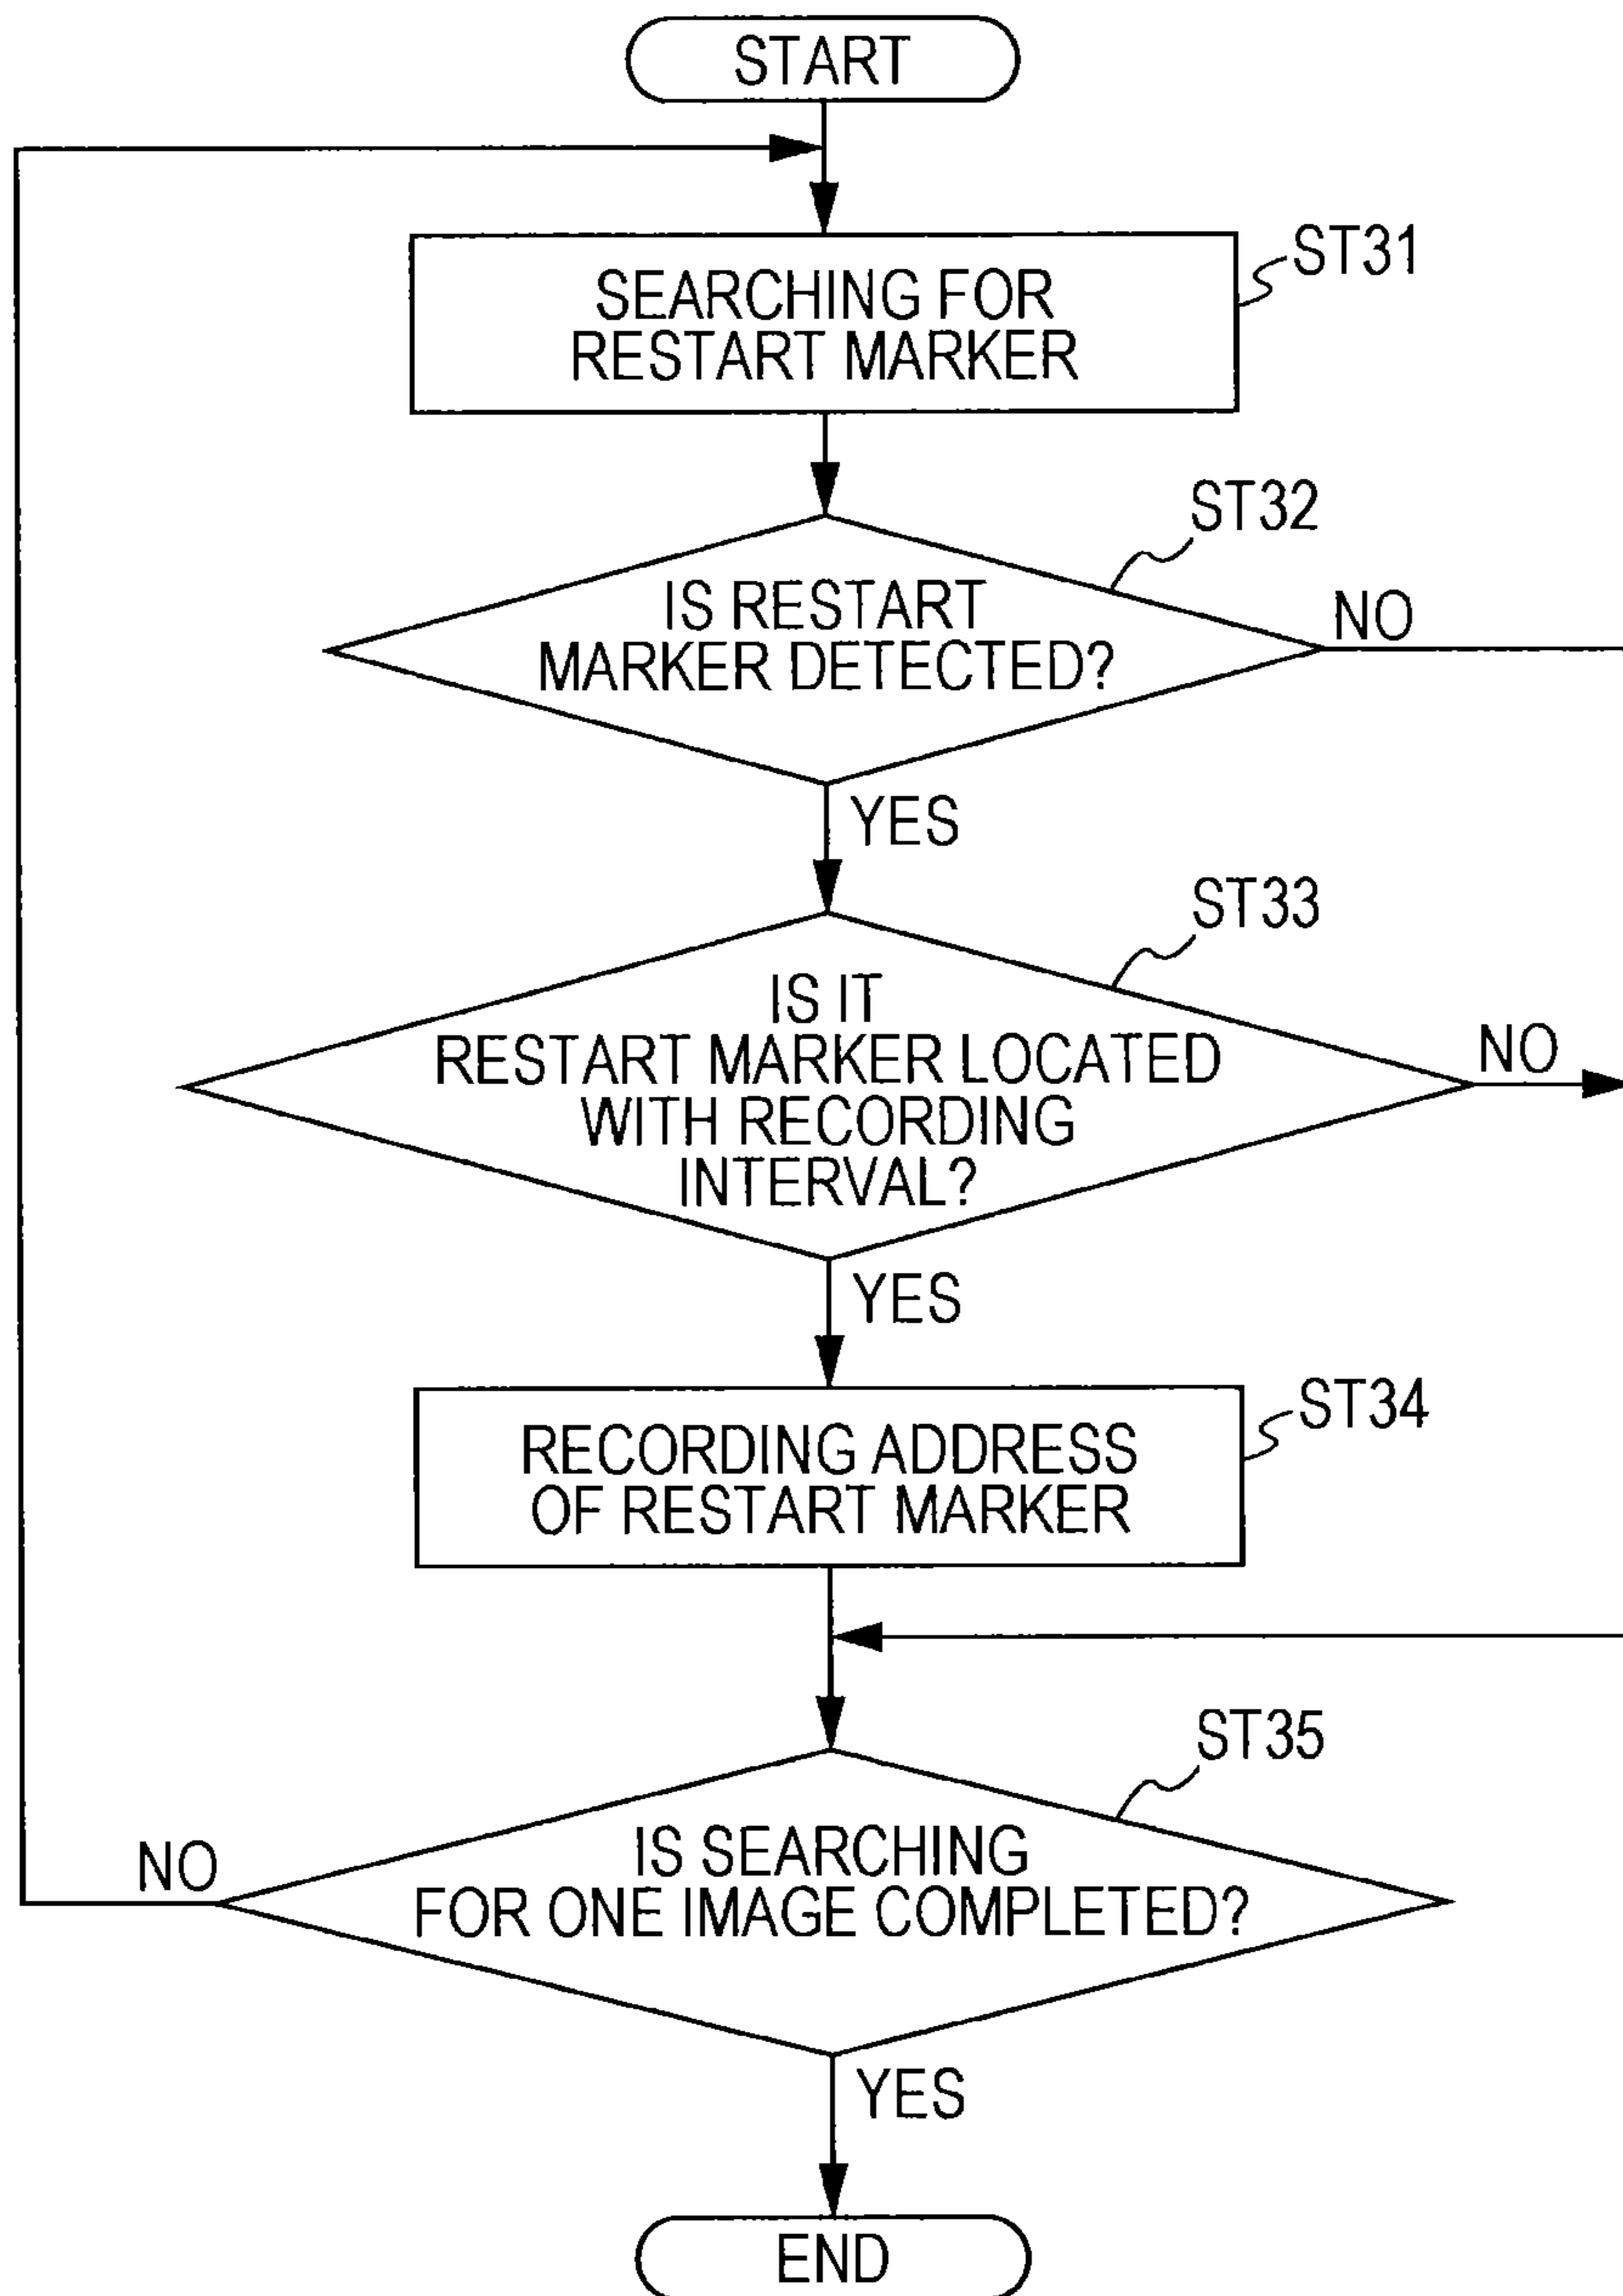 START
SEARCHING FOR
RESTART MARKER
ST31
IS RESTART
MARKER DETECTED?
ST32
NO
YES
IS IT
RESTART MARKER LOCATED
WITH RECORDING
INTERVAL?
ST33
NO
YES
RECORDING ADDRESS
OF RESTART MARKER
ST34
IS SEARCHING
FOR ONE IMAGE COMPLETED?
ST35
NO
YES
END